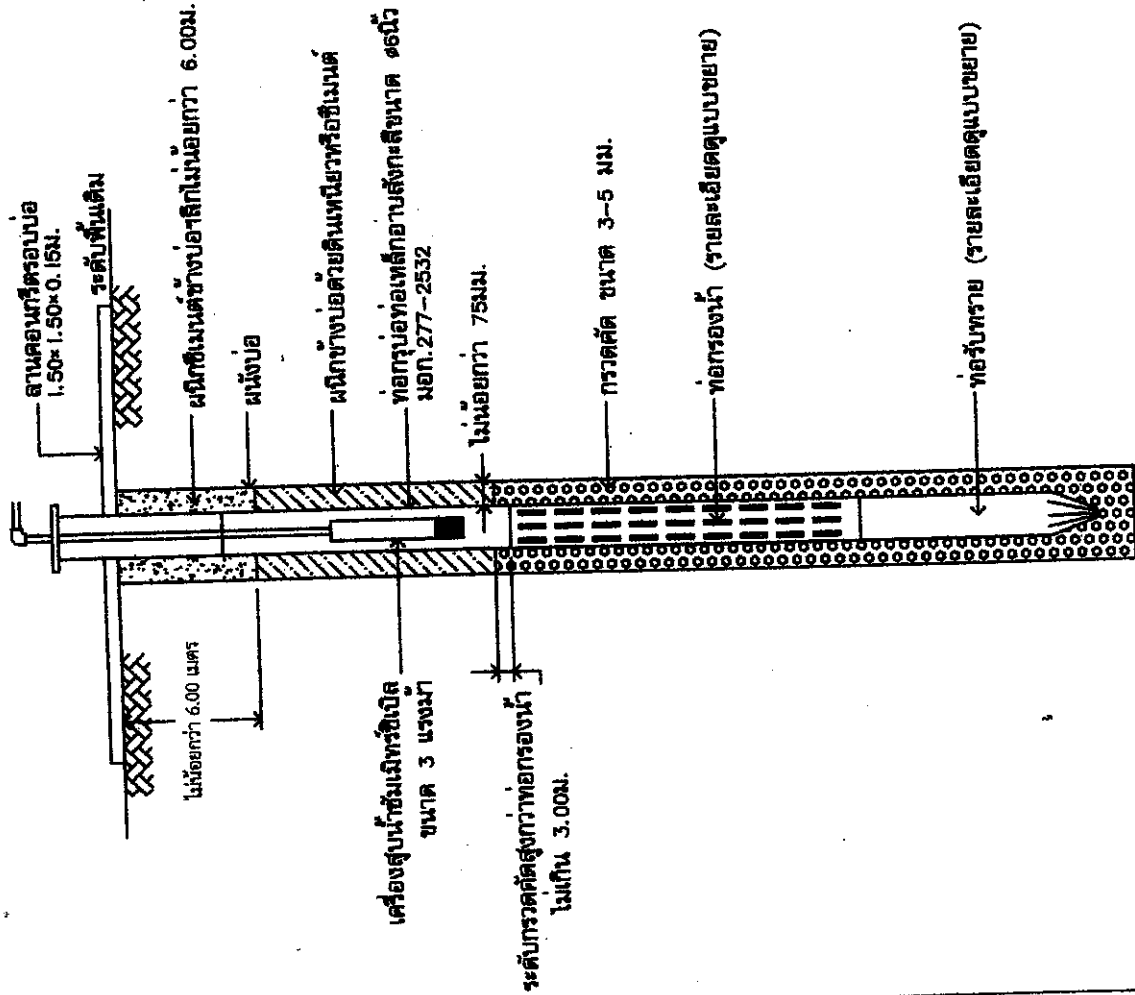 ลานคอนกรีตรอบบ่อ
1.50×1.50×0.15ม.
ระดับพื้นเดิม
ผนึกซีเมนต์ข้างบ่อฯลึกไม่น้อยกว่า 6.00ม.
ผนังบ่อ
ผนึกข้างบ่อด้วยดินเหนียวหรือซีเมนต์
ท่อกรุบ่อท่อเหล็กอาบสังกะสีขนาด ø6นิ้ว
มอก.277-2532
ไม่น้อยกว่า 75มม.
กรวดคัด ขนาด 3-5 มม.
ท่อกรองน้ำ (รายละเอียดดูแบบขยาย)
ท่อรับทราย (รายละเอียดดูแบบขยาย)
ไม่น้อยกว่า 6.00 เมตร
เครื่องสูบน้ำซับเมิทร์ซิเบิล
ขนาด 3 แรงม้า
ระดับกรวดคัดสูงกว่าท่อกรองน้ำ
ไม่เกิน 3.00ม.